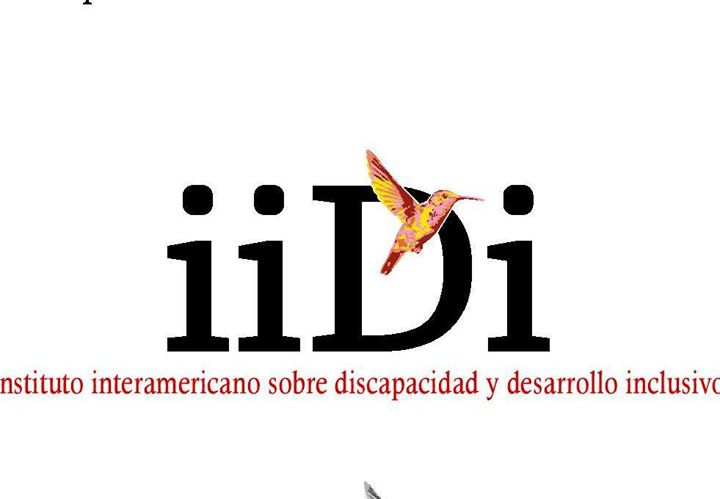 iiDi
nstituto interamericano sobre discapacidad y desarrollo inclusivo